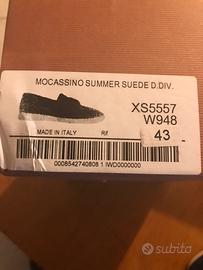 MOCASSINO SUMMER SUEDE D.DIV.
XS5557
W948
MADE IN ITALY
Rif
43
0008542740808 1 IWD0000000
subito